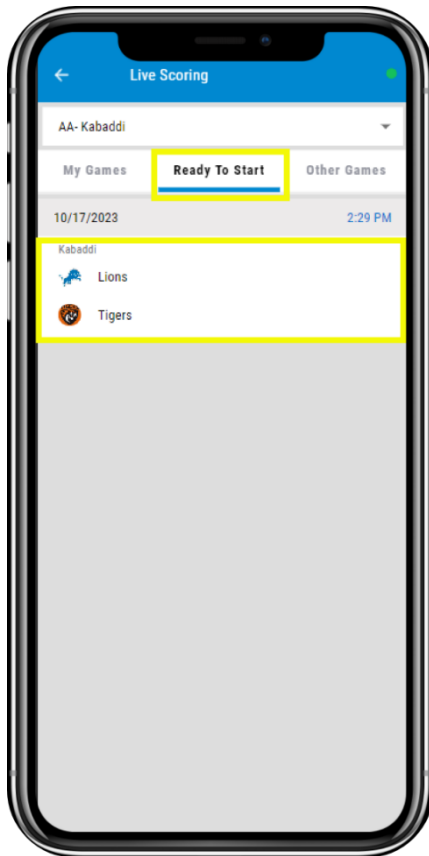 Live Scoring
AA- Kabaddi
My Games Ready To Start Other Games
10/17/2023 2:29 PM
Kabaddi
Lions
Tigers